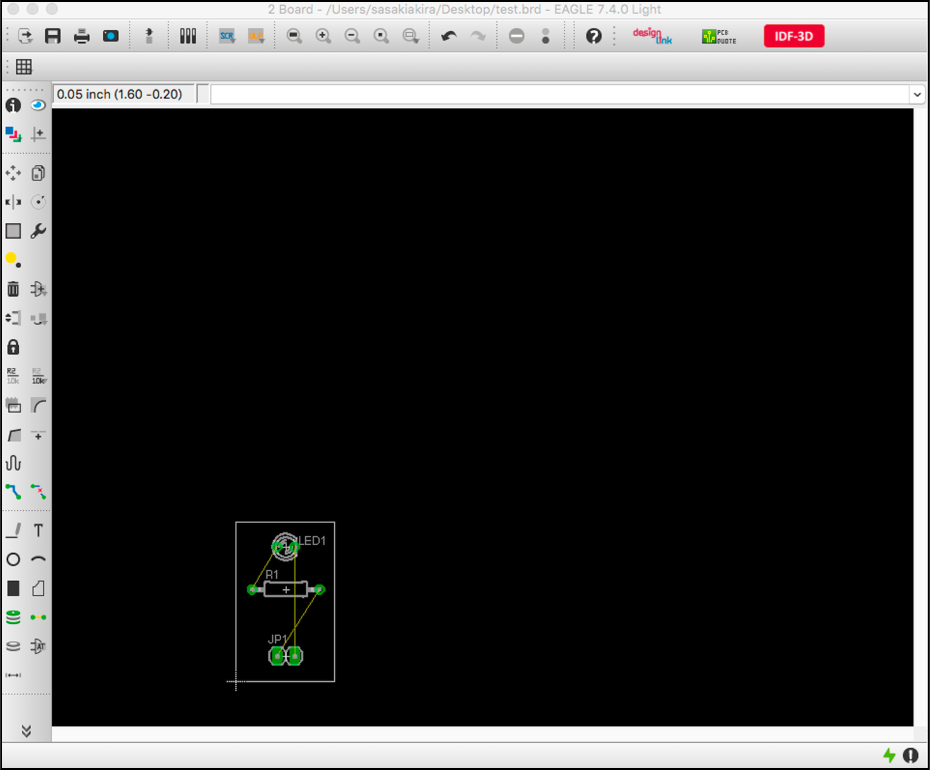 2 Board - /Users/sasakiakira/Desktop/test.brd - EAGLE 7.4.0 Light
SCR
design link
PCB QUOTE
IDF-3D
0.05 inch (1.60 -0.20)
R2 10k
R2 10k
T
LED1
R1
JP1